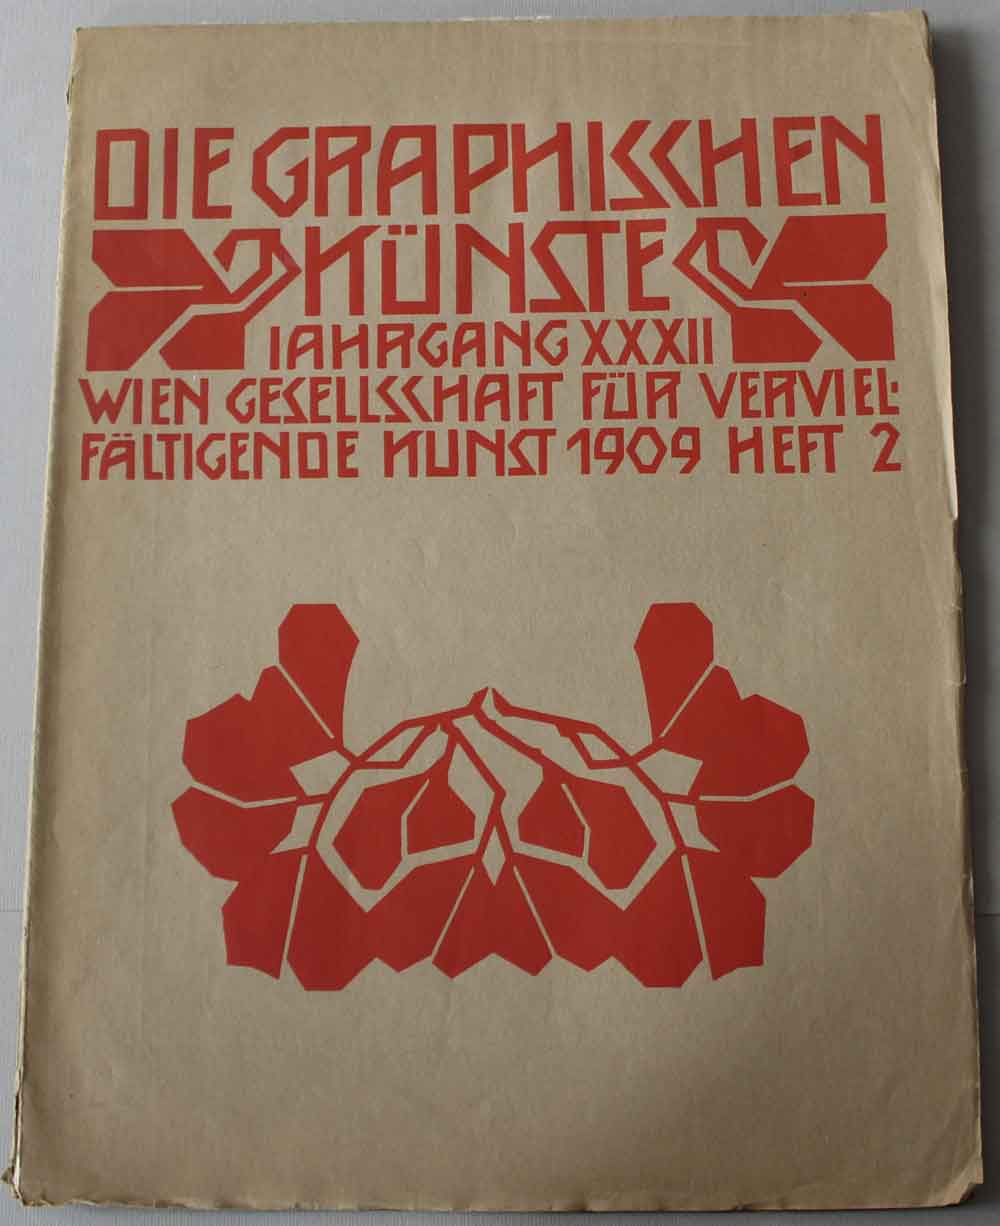 DIE GRAPHISCHEN
KÜNSTE
IAHRGANG XXXII
WIEN GESELLSCHAFT FÜR VERVIEL-
FÄLTIGENDE KUNST 1909 HEFT 2